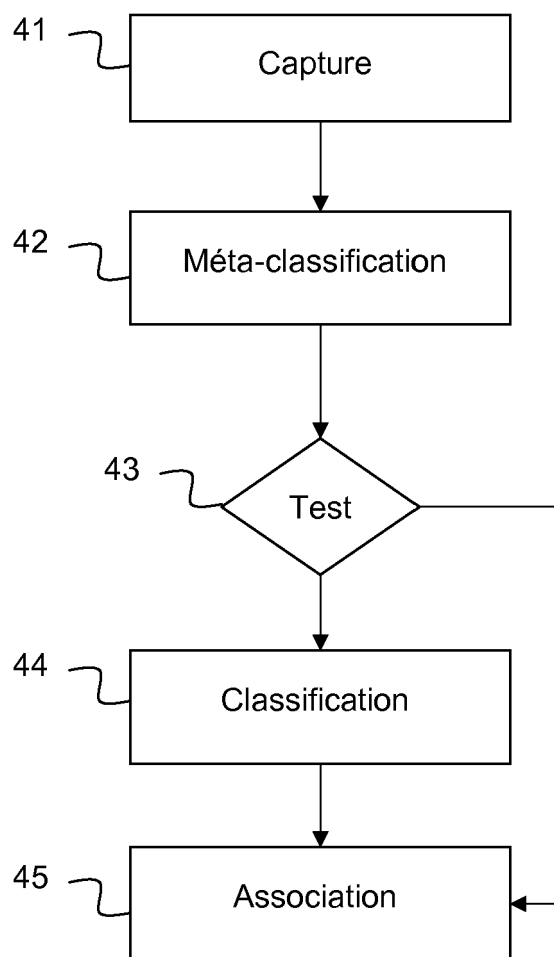 41
Capture
42
Méta-classification
43
Test
44
Classification
45
Association